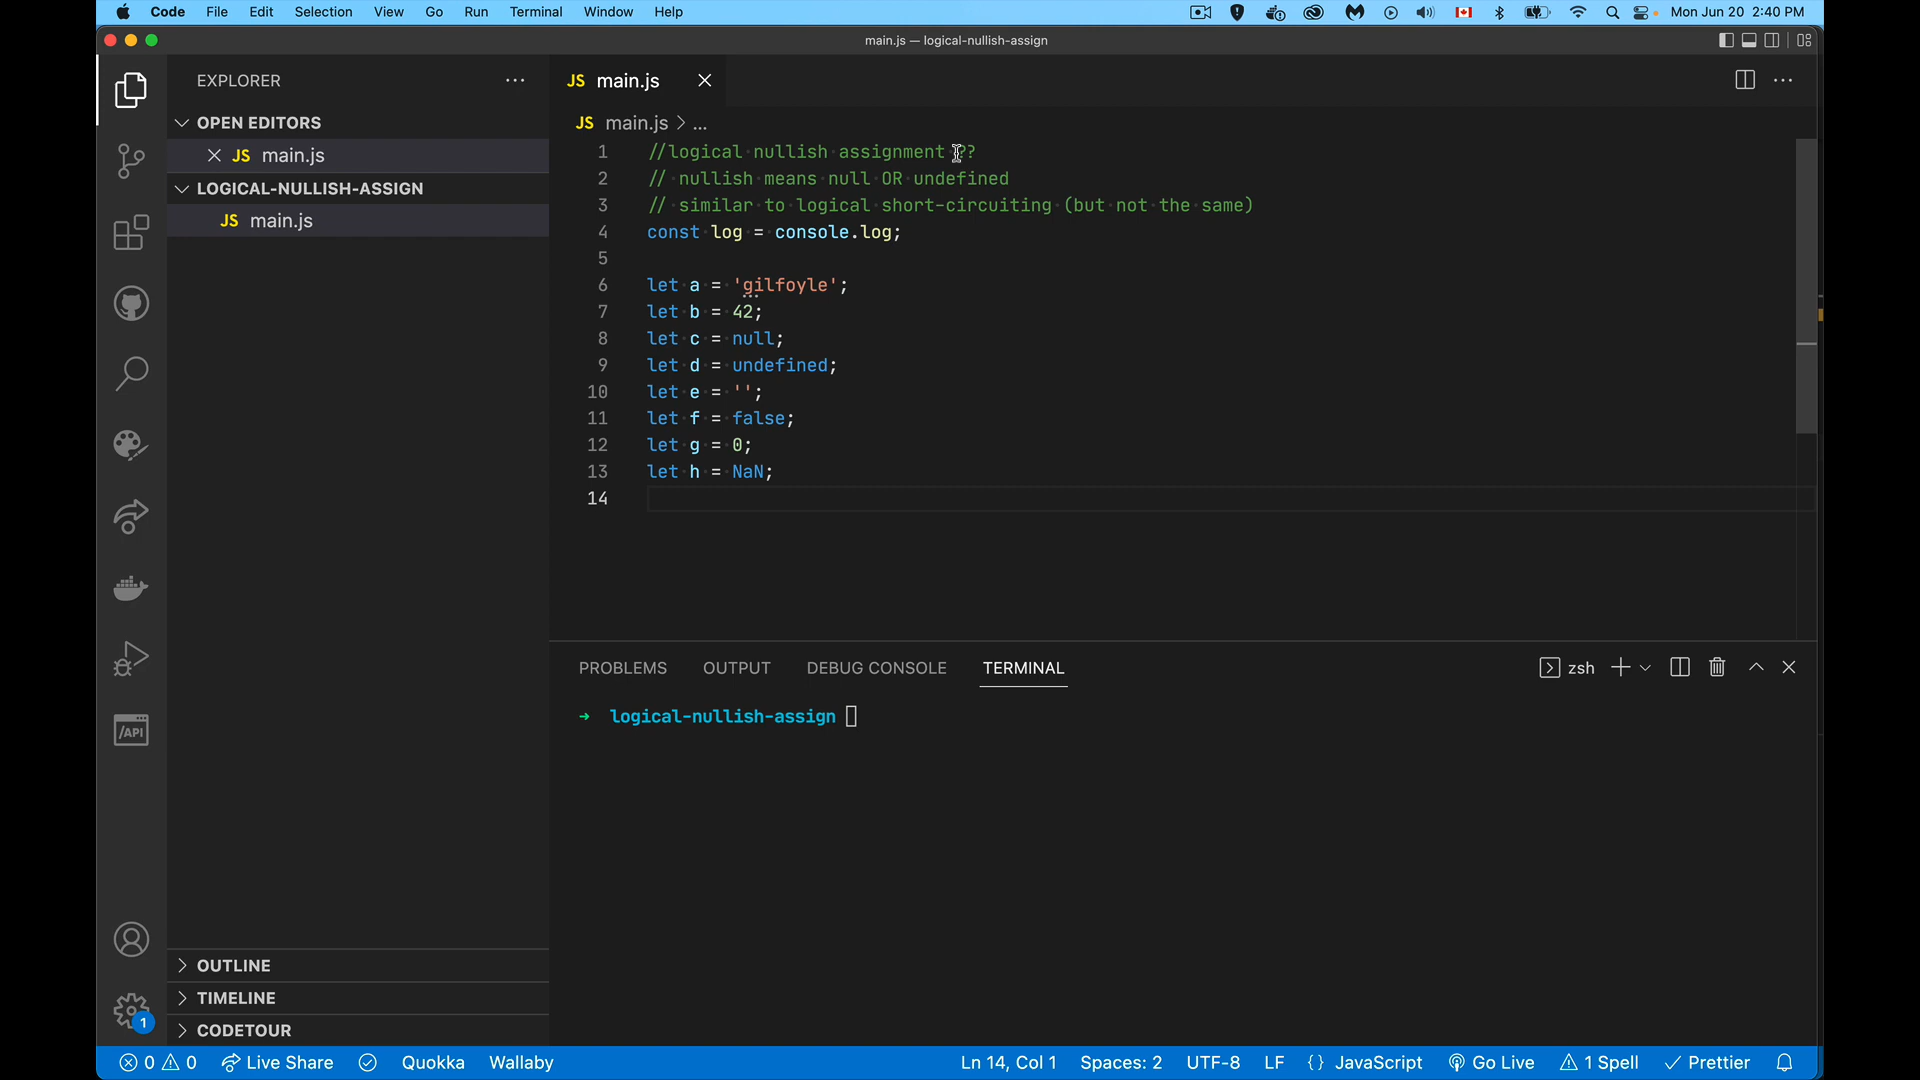 Code File Edit Selection View Go Run Terminal Window Help Mon Jun 20 2:40 PM
main.js — logical-nullish-assign
EXPLORER
OPEN EDITORS
JS main.js
LOGICAL-NULLISH-ASSIGN
JS main.js
OUTLINE
TIMELINE
CODETOUR
/API
1
JS main.js
JS main.js > ...
1 //logical nullish assignment ??
2 // nullish means null OR undefined
3 // similar to logical short-circuiting (but not the same)
4 const log = console.log;
5
6 let a = 'gilfoyle';
7 let b = 42;
8 let c = null;
9 let d = undefined;
10 let e = '';
11 let f = false;
12 let g = 0;
13 let h = NaN;
14
PROBLEMS OUTPUT DEBUG CONSOLE TERMINAL zsh
➜ logical-nullish-assign
0 0 Live Share Quokka Wallaby Ln 14, Col 1 Spaces: 2 UTF-8 LF {} JavaScript Go Live 1 Spell Prettier